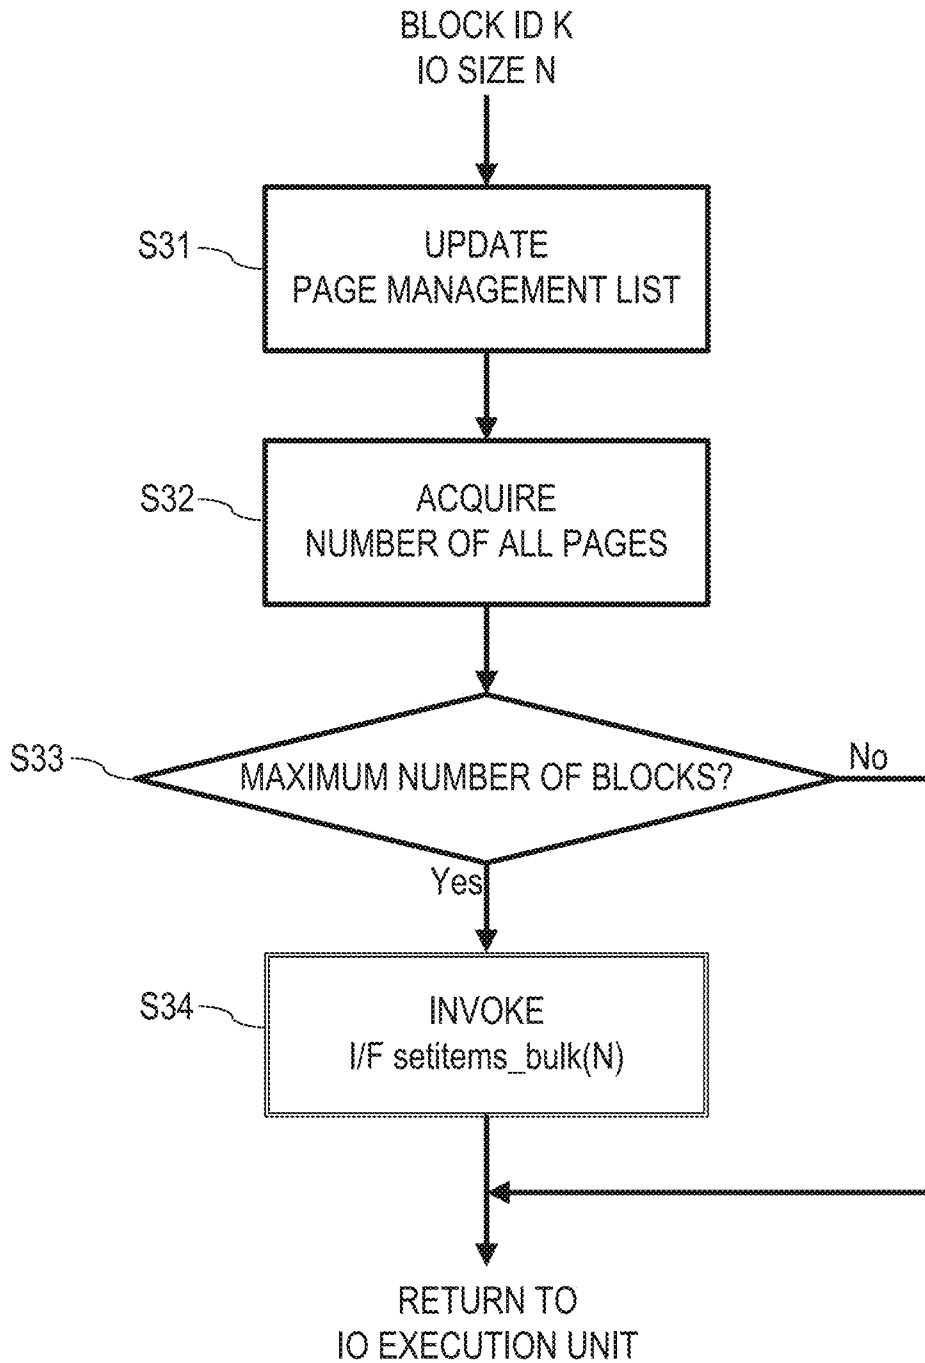 BLOCK ID K
IO SIZE N
S31
UPDATE
PAGE MANAGEMENT LIST
S32
ACQUIRE
NUMBER OF ALL PAGES
S33
MAXIMUM NUMBER OF BLOCKS?
No
Yes
S34
INVOKE
I/F setitems_bulk(N)
RETURN TO
IO EXECUTION UNIT